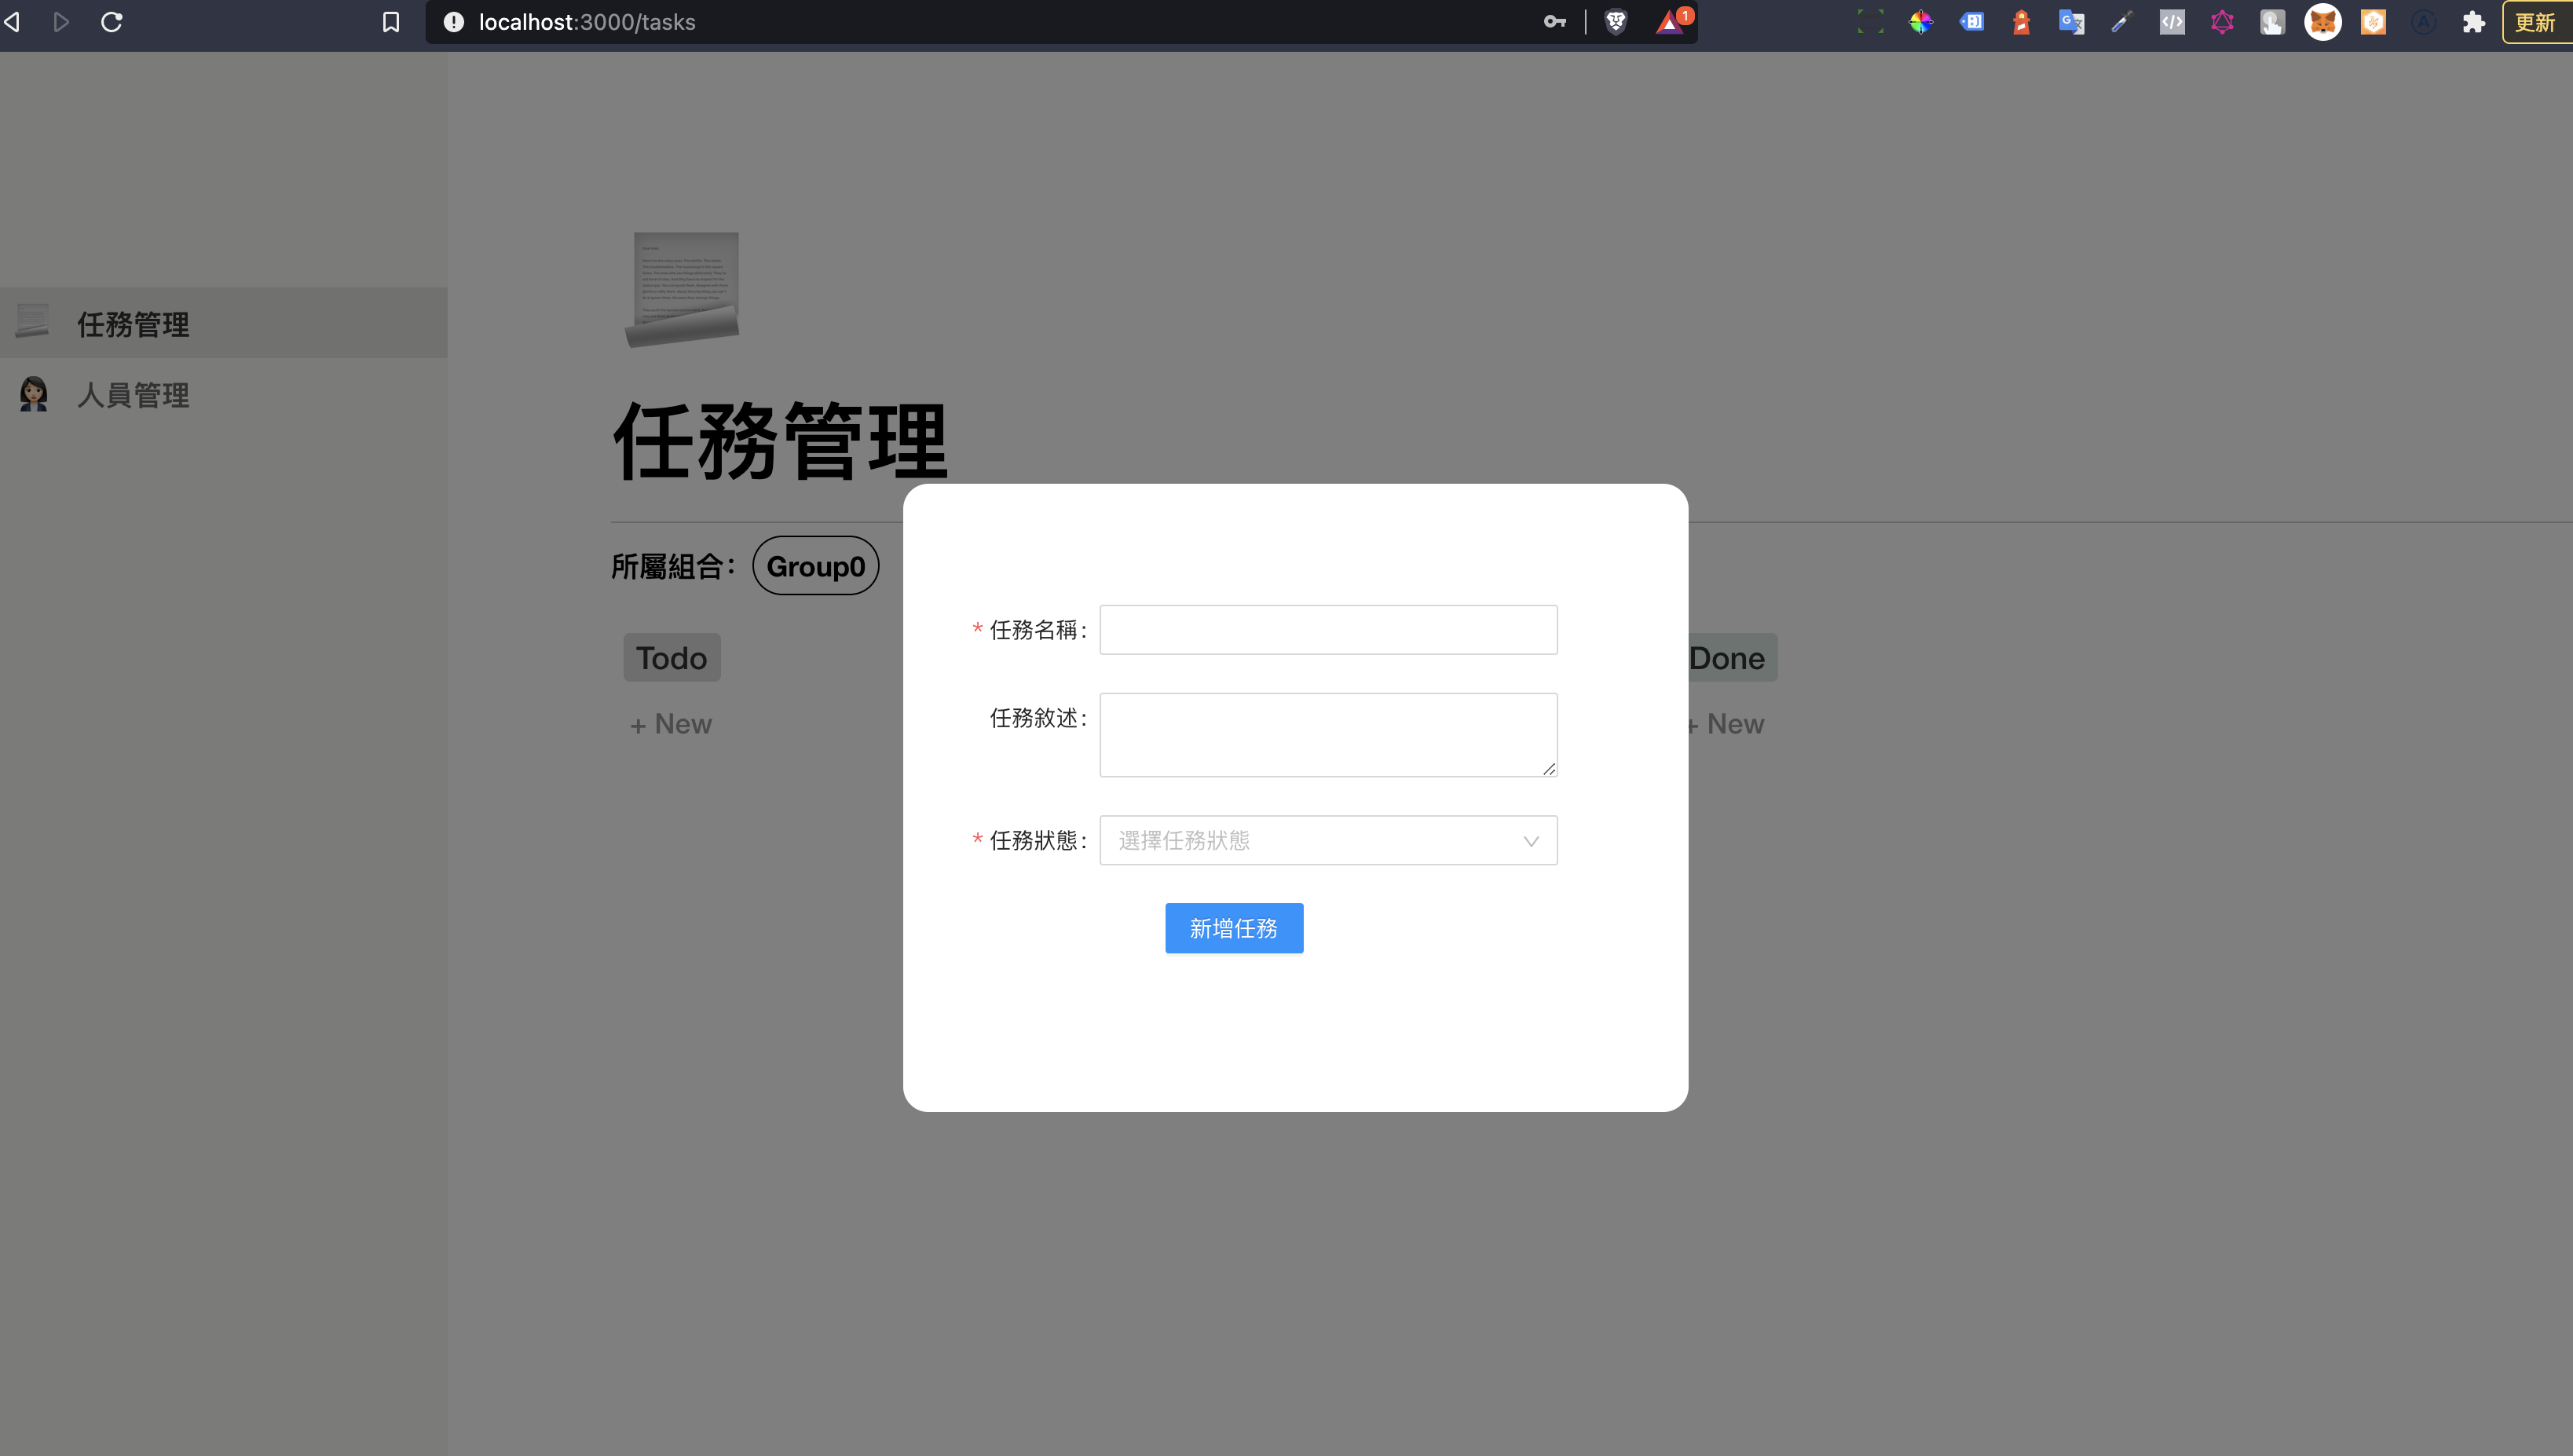 localhost:3000/tasks
1
更新
任務管理
人員管理
任務管理
所屬組合：
Group0
Todo
+ New
Done
+ New
* 任務名稱：
任務敘述：
* 任務狀態：
選擇任務狀態
新增任務